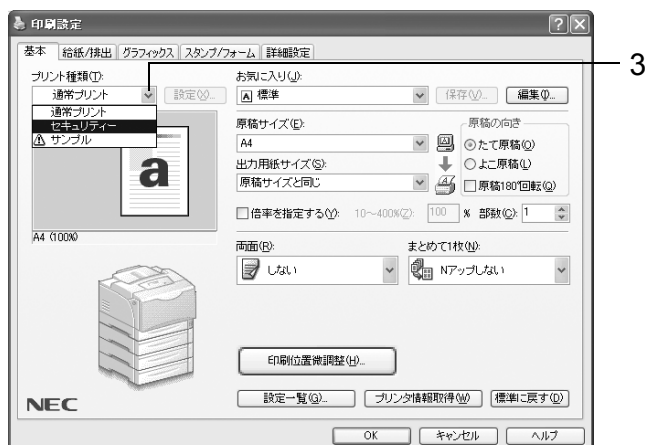 印刷設定
基本 給紙/排出 グラフィックス スタンプ/フォーム 詳細設定
3
プリント種類(T):
通常プリント 設定(X)...
通常プリント
セキュリティー
サンプル
a
A4 (100%)
NEC
お気に入り(J):
A 標準 保存(V)... 編集(I)...
原稿サイズ(E):
A4
出力用紙サイズ(S):
原稿サイズと同じ
原稿の向き
たて原稿(O)
よこ原稿(L)
原稿180°回転(O)
倍率を指定する(Y): 10~400%(Z): 100 % 部数(C): 1
両面(R): まとめて1枚(N):
しない Nアップしない
印刷位置微調整(H)...
設定一覧(G)... プリンタ情報取得(W) 標準に戻す(D)
OK キャンセル ヘルプ